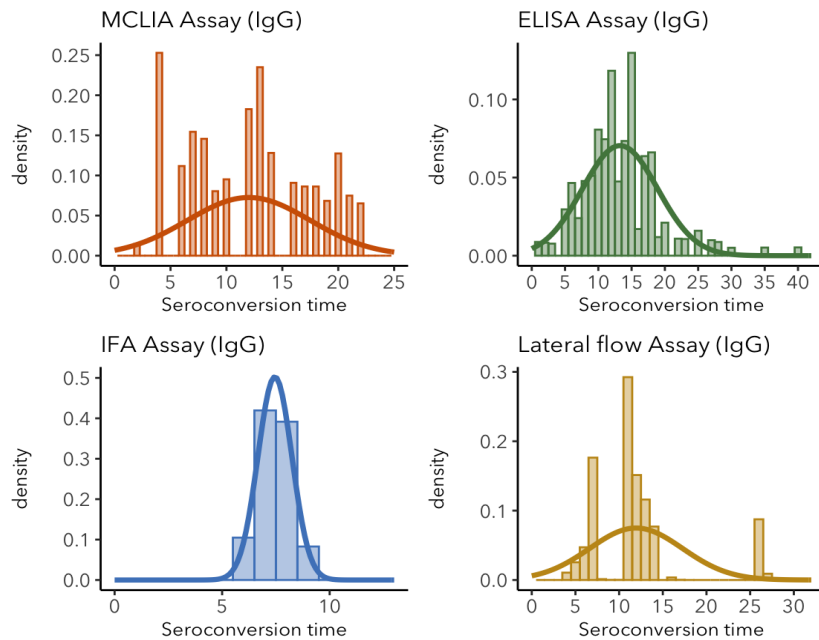 MCLIA Assay (IgG)
density
0.25
0.20
0.15
0.10
0.05
0.00
0 5 10 15 20 25
Seroconversion time
ELISA Assay (IgG)
density
0.10
0.05
0.00
0 5 10 15 20 25 30 35 40
Seroconversion time
IFA Assay (IgG)
density
0.5
0.4
0.3
0.2
0.1
0.0
0 5 10
Seroconversion time
Lateral flow Assay (IgG)
density
0.3
0.2
0.1
0.0
0 10 20 30
Seroconversion time